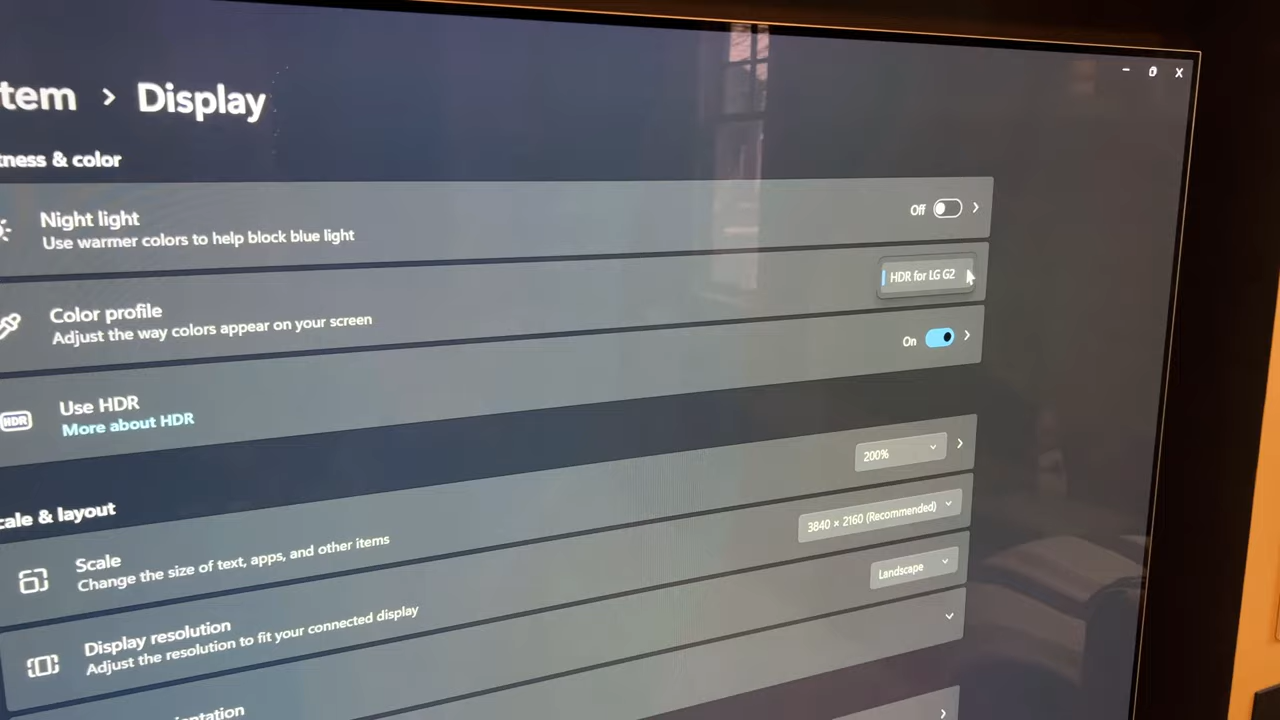 tem > Display
tness & color
Night light
Use warmer colors to help block blue light
Off
Color profile
Adjust the way colors appear on your screen
HDR for LG G2
HDR
Use HDR
More about HDR
On
cale & layout
Scale
Change the size of text, apps, and other items
200%
Display resolution
Adjust the resolution to fit your connected display
3840 × 2160 (Recommended)
entation
Landscape